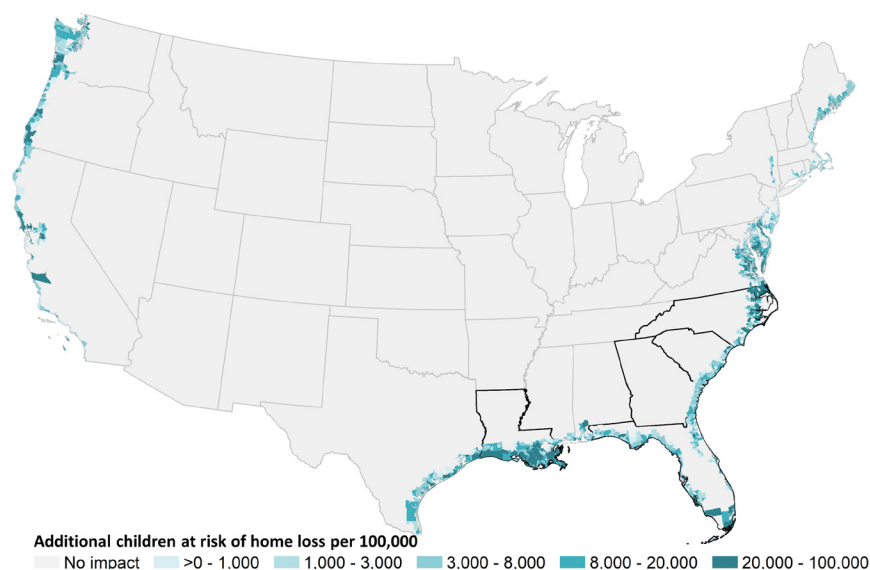 Additional children at risk of home loss per 100,000
No impact >0 - 1,000 1,000 - 3,000 3,000 - 8,000 8,000 - 20,000 20,000 - 100,000